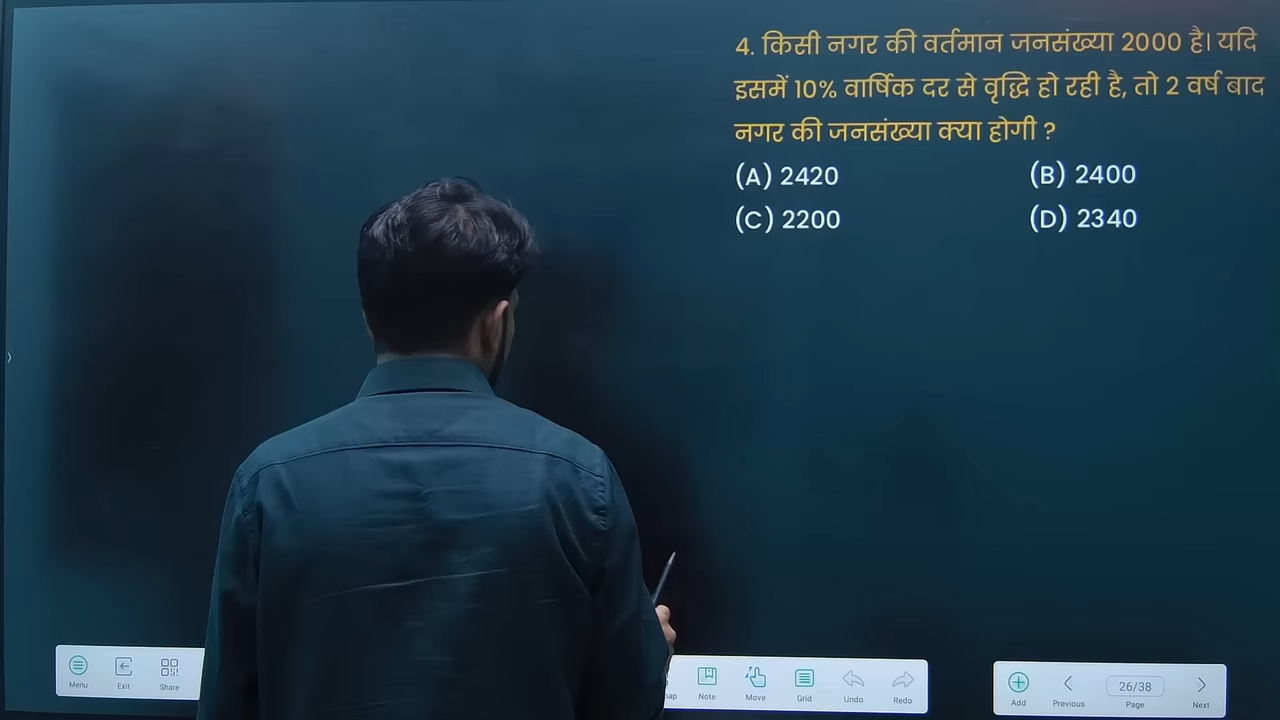 4. किसी नगर की वर्तमान जनसंख्या 2000 है। यदि
इसमें 10% वार्षिक दर से वृद्धि हो रही है, तो 2 वर्ष बाद
नगर की जनसंख्या क्या होगी ?
(A) 2420 (B) 2400
(C) 2200 (D) 2340
Menu Exit Share Note Move Grid Undo Redo Add Previous 26/38 Page Next